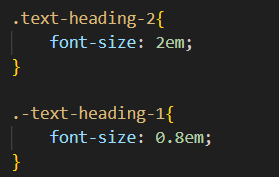 .text-heading-2{
    font-size: 2em;
}

.-text-heading-1{
    font-size: 0.8em;
}